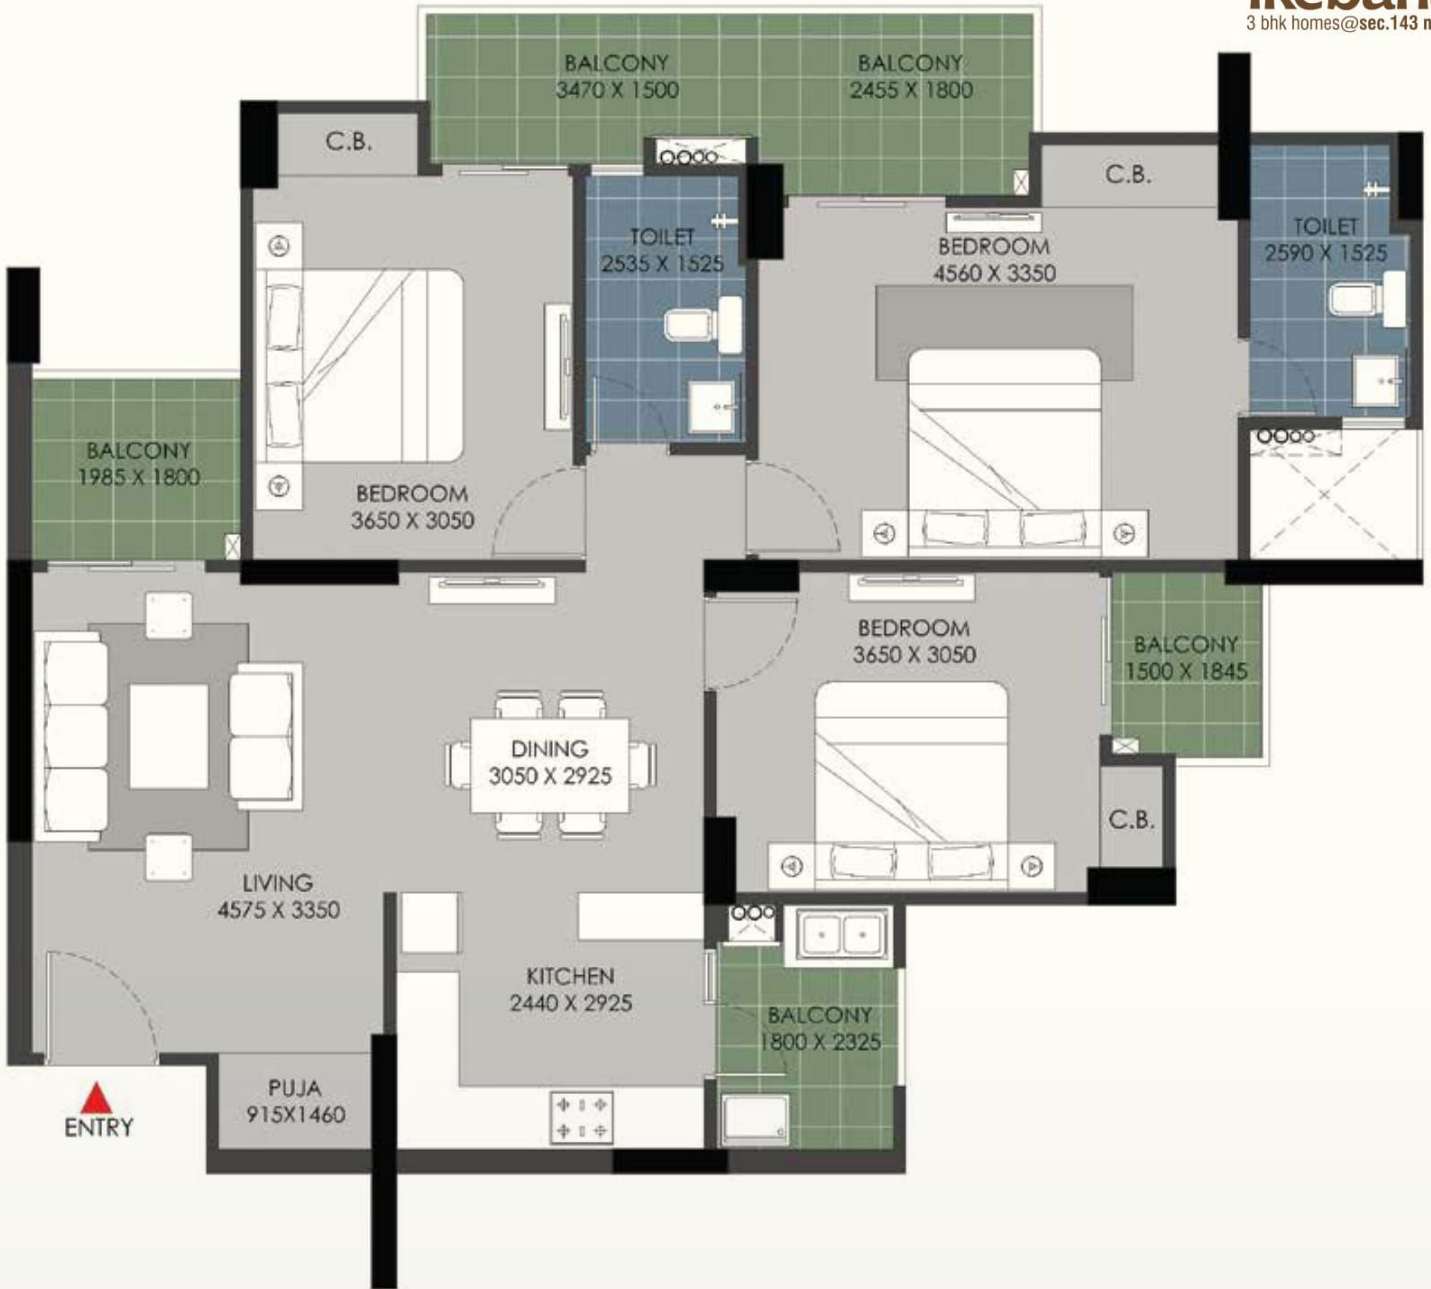 3 bhk homes@sec.143
BALCONY
3470 X 1500
BALCONY
2455 X 1800
C.B.
C.B.
TOILET
2535 X 1525
BEDROOM
4560 X 3350
TOILET
2590 X 1525
BALCONY
1985 X 1800
BEDROOM
3650 X 3050
BEDROOM
3650 X 3050
BALCONY
1500 X 1845
DINING
3050 X 2925
C.B.
LIVING
4575 X 3350
KITCHEN
2440 X 2925
BALCONY
1800 X 2325
PUJA
915X1460
ENTRY